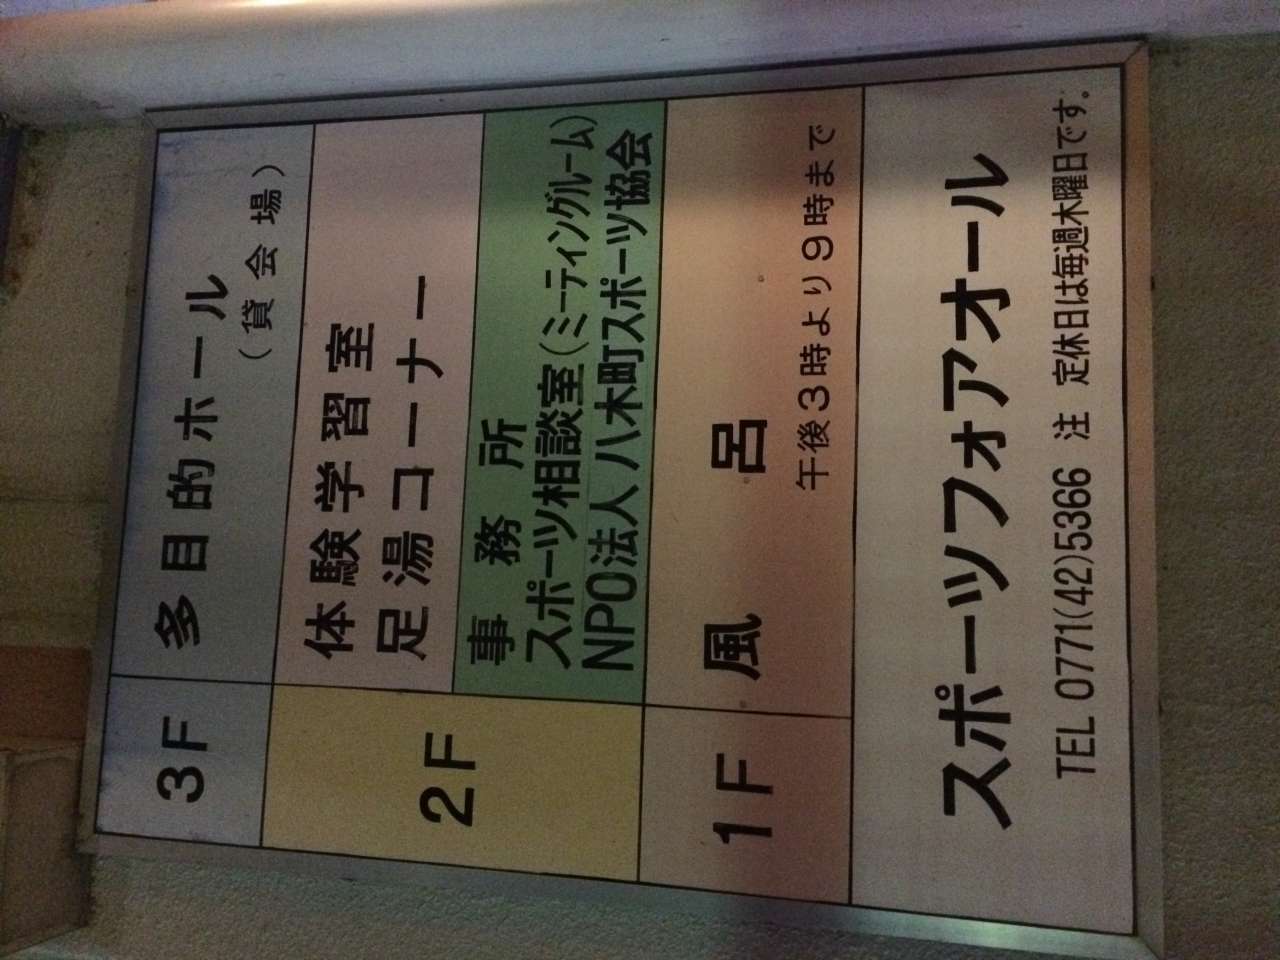 3F
多目的ホール
(貸会場)
2F
体験学習室
足湯コーナー
事務所
スポーツ相談室(ミーティングルーム)
NPO法人 八木町スポーツ協会
1F
風呂
午後3時より9時まで
スポーツフォアオール
TEL 0771(42)5366 注 定休日は毎週木曜日です.